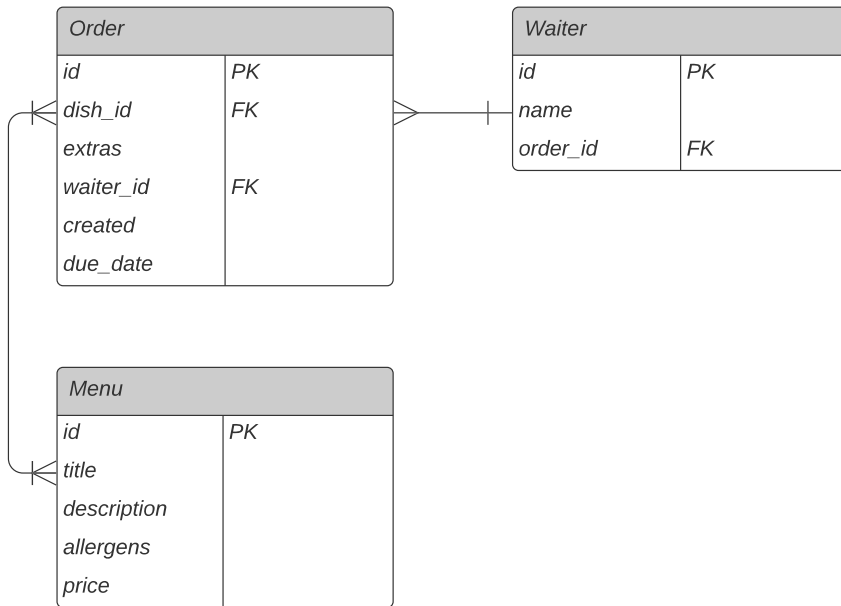 Order
id PK
dish_id FK
extras
waiter_id FK
created
due_date
Waiter
id PK
name
order_id FK
Menu
id PK
title
description
allergens
price